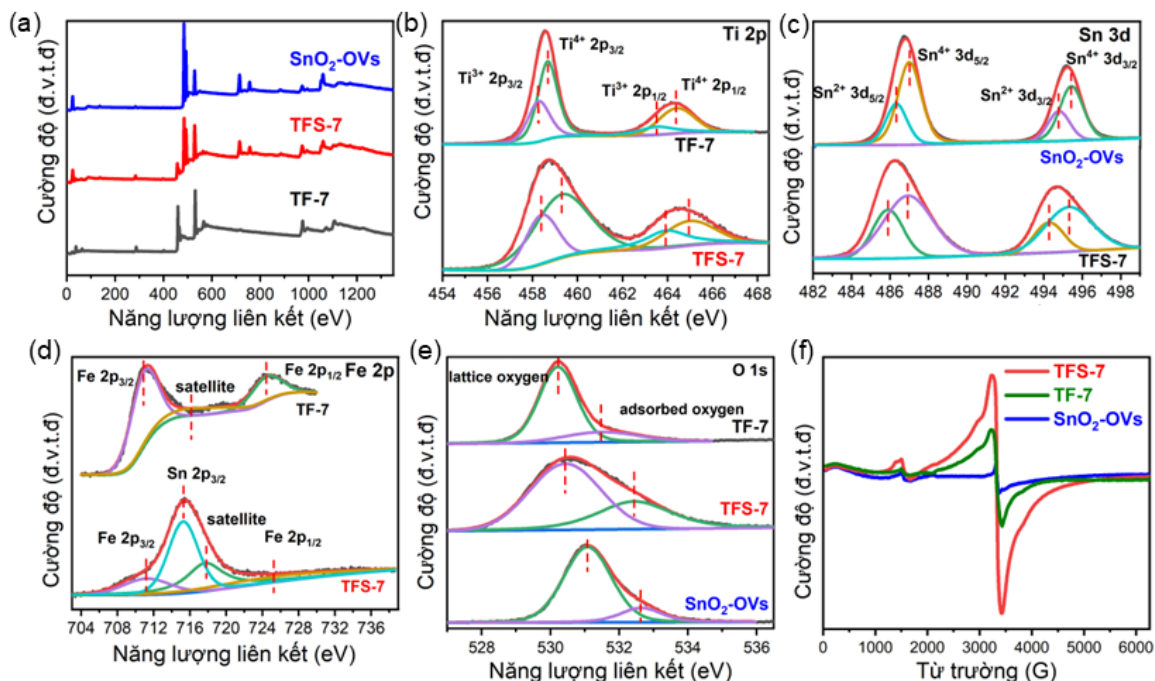 (a)
Cường độ (đ.v.t.đ)
SnO₂-OVs
TFS-7
TF-7
0 200 400 600 800 1000 1200
Năng lượng liên kết (eV)
(b)
Cường độ (đ.v.t.đ)
Ti 2p
Ti⁴⁺ 2p₃/₂
Ti³⁺ 2p₃/₂
Ti³⁺ 2p₁/₂
Ti⁴⁺ 2p₁/₂
TF-7
TFS-7
454 456 458 460 462 464 466 468
Năng lượng liên kết (eV)
(c)
Cường độ (đ.v.t.đ)
Sn 3d
Sn⁴⁺ 3d₅/₂
Sn⁴⁺ 3d₃/₂
Sn²⁺ 3d₅/₂
Sn²⁺ 3d₃/₂
SnO₂-OVs
TFS-7
482 484 486 488 490 492 494 496 498
Năng lượng liên kết (eV)
(d)
Cường độ (đ.v.t.đ)
Fe 2p₃/₂
satellite
Fe 2p₁/₂
Fe 2p
TF-7
Sn 2p₃/₂
satellite
Fe 2p₃/₂
Fe 2p₁/₂
TFS-7
704 708 712 716 720 724 728 732 736
Năng lượng liên kết (eV)
(e)
Cường độ (đ.v.t.đ)
O 1s
lattice oxygen
adsorbed oxygen
TF-7
TFS-7
SnO₂-OVs
528 530 532 534 536
Năng lượng liên kết (eV)
(f)
Cường độ (đ.v.t.đ)
TFS-7
TF-7
SnO₂-OVs
0 1000 2000 3000 4000 5000 6000
Từ trường (G)